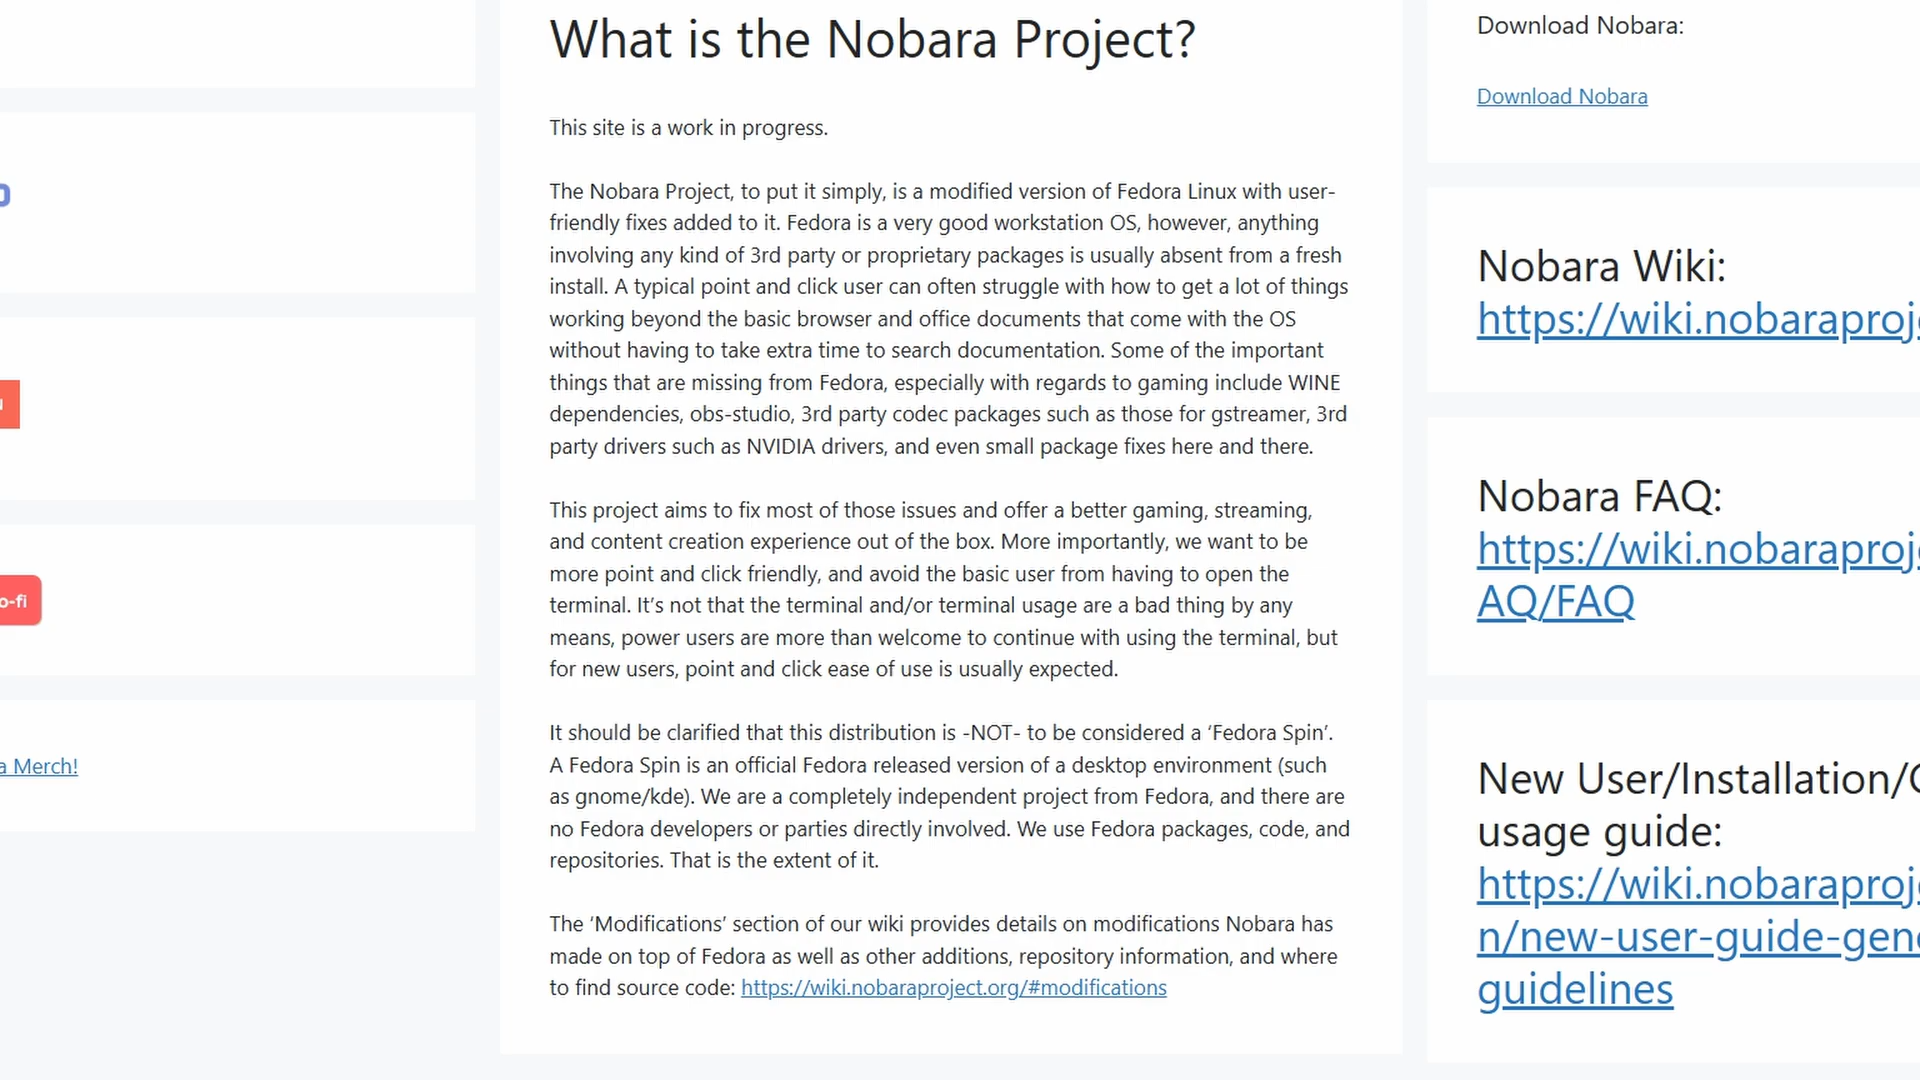 What is the Nobara Project?
This site is a work in progress.
The Nobara Project, to put it simply, is a modified version of Fedora Linux with user-
friendly fixes added to it. Fedora is a very good workstation OS, however, anything
involving any kind of 3rd party or proprietary packages is usually absent from a fresh
install. A typical point and click user can often struggle with how to get a lot of things
working beyond the basic browser and office documents that come with the OS
without having to take extra time to search documentation. Some of the important
things that are missing from Fedora, especially with regards to gaming include WINE
dependencies, obs-studio, 3rd party codec packages such as those for gstreamer, 3rd
party drivers such as NVIDIA drivers, and even small package fixes here and there.
This project aims to fix most of those issues and offer a better gaming, streaming,
and content creation experience out of the box. More importantly, we want to be
more point and click friendly, and avoid the basic user from having to open the
terminal. It’s not that the terminal and/or terminal usage are a bad thing by any
means, power users are more than welcome to continue with using the terminal, but
for new users, point and click ease of use is usually expected.
It should be clarified that this distribution is -NOT- to be considered a ‘Fedora Spin’.
A Fedora Spin is an official Fedora released version of a desktop environment (such
as gnome/kde). We are a completely independent project from Fedora, and there are
no Fedora developers or parties directly involved. We use Fedora packages, code, and
repositories. That is the extent of it.
The ‘Modifications’ section of our wiki provides details on modifications Nobara has
made on top of Fedora as well as other additions, repository information, and where
to find source code: https://wiki.nobaraproject.org/#modifications
o-fi
a Merch!
Download Nobara:
Download Nobara
Nobara Wiki:
https://wiki.nobaraproj
Nobara FAQ:
https://wiki.nobaraproj
AQ/FAQ
New User/Installation/
usage guide:
https://wiki.nobaraproj
n/new-user-guide-gen
guidelines